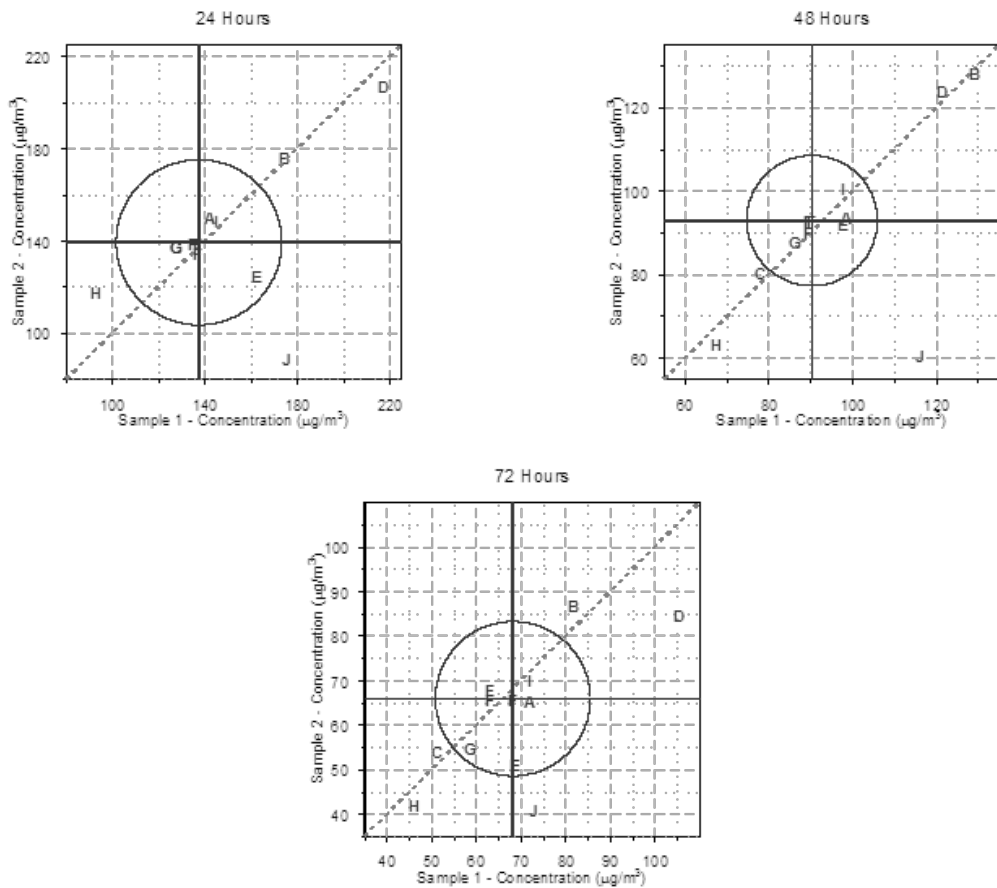 24 Hours
Sample 2 - Concentration (µg/m³)
220
180
140
100
D
B
A
I
G
E
H
J
100 140 180 220
Sample 1 - Concentration (µg/m³)
48 Hours
Sample 2 - Concentration (µg/m³)
120
100
80
60
B
D
I
A
E
G
C
H
J
60 80 100 120
Sample 1 - Concentration (µg/m³)
72 Hours
Sample 2 - Concentration (µg/m³)
100
90
80
70
60
50
40
B
D
I
E
F
A
G
C
E
H
J
40 50 60 70 80 90 100
Sample 1 - Concentration (µg/m³)